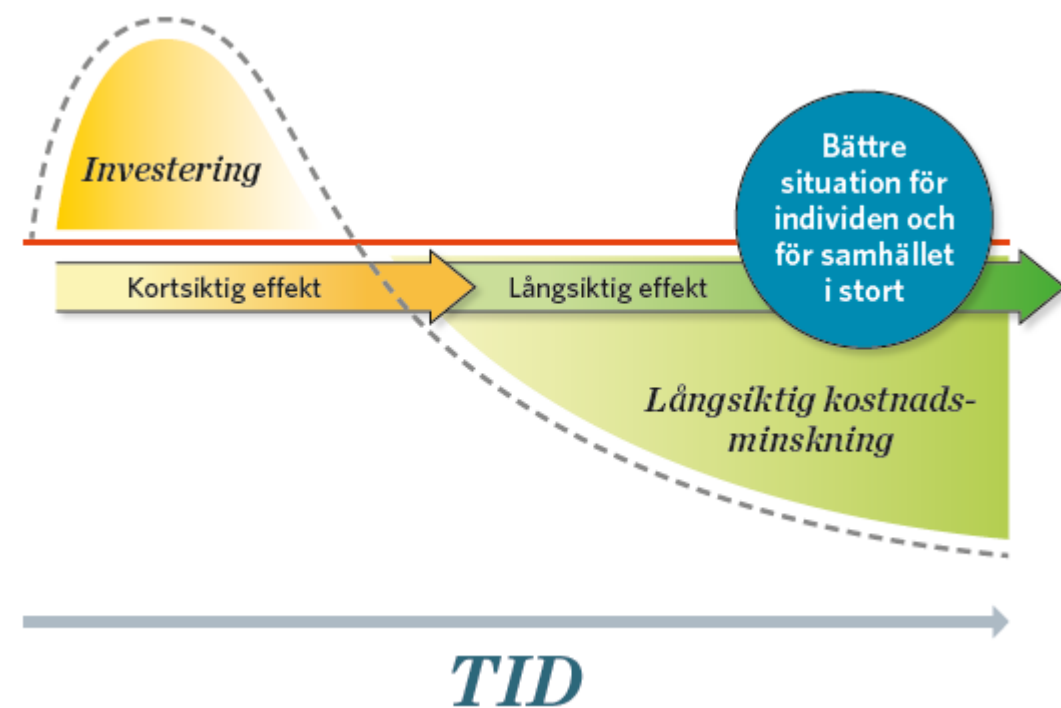 Investering
Bättre
situation för
individen och
för samhället
i stort
Kortsiktig effekt
Långsiktig effekt
Långsiktig kostnads-
minskning
TID